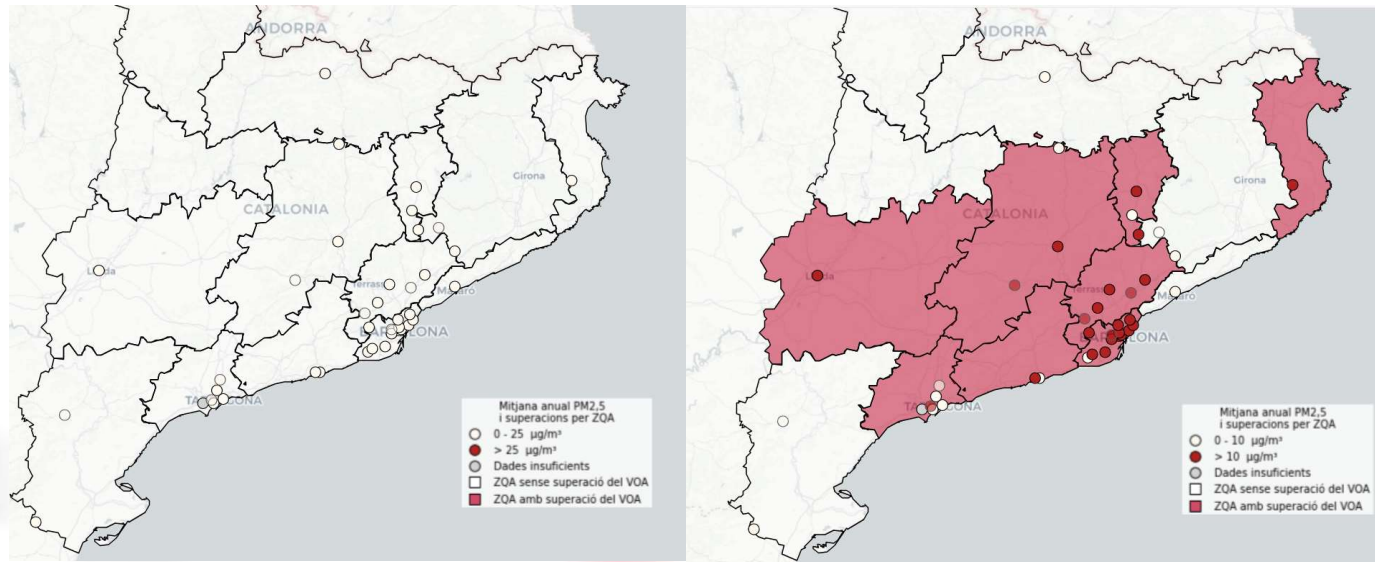 ANDORRA
Girona
CATALONIA
Lleida
Terrassa
Mataró
BARCELONA
TARRAGONA
Mitjana anual PM2,5
i superacions per ZQA
0 - 25 µg/m³
> 25 µg/m³
Dades insuficients
ZQA sense superació del VOA
ZQA amb superació del VOA
ANDORRA
Girona
CATALONIA
Lleida
Terrassa
Mataró
BARCELONA
TARRAGONA
Mitjana anual PM2,5
i superacions per ZQA
0 - 10 µg/m³
> 10 µg/m³
Dades insuficients
ZQA sense superació del VOA
ZQA amb superació del VOA